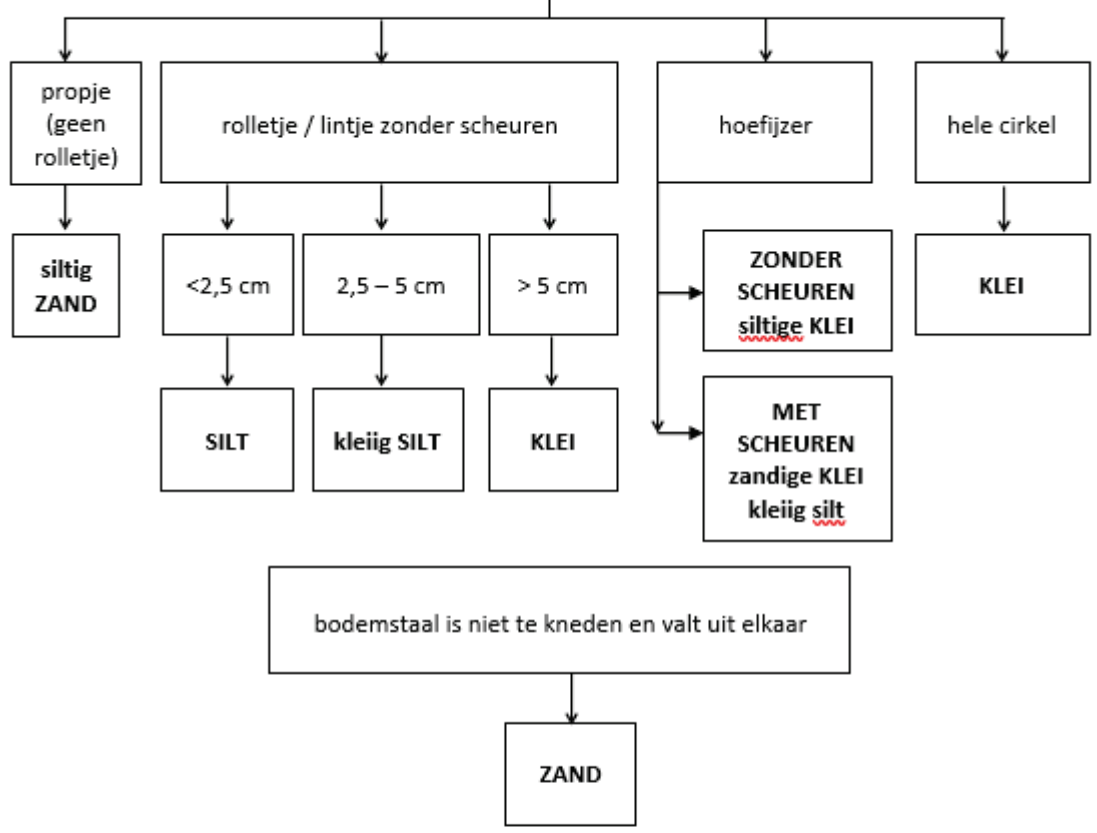 propje
(geen
rolletje)
rolletje / lintje zonder scheuren
hoefijzer
hele cirkel
siltig
ZAND
<2,5 cm
2,5 – 5 cm
> 5 cm
ZONDER
SCHEUREN
siltige KLEI
KLEI
SILT
kleiig SILT
KLEI
MET
SCHEUREN
zandige KLEI
kleiig silt
bodemstaal is niet te kneden en valt uit elkaar
ZAND